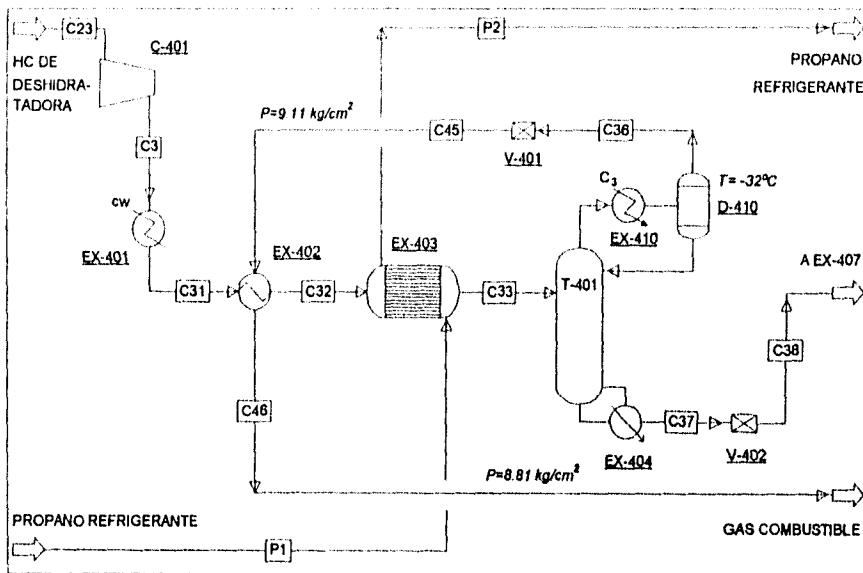 C23
HC DE
DESHIDRA-
TADORA
C-401
C3
cw
EX-401
C31
P=9.11 kg/cm²
EX-402
C32
EX-403
C33
P2
PROPANO
REFRIGERANTE
C45
V-401
C36
C₃
EX-410
T= -32ºC
D-410
T-401
A EX-407
C38
C37
EX-404
V-402
C46
P=8.81 kg/cm²
GAS COMBUSTIBLE
PROPANO REFRIGERANTE
P1